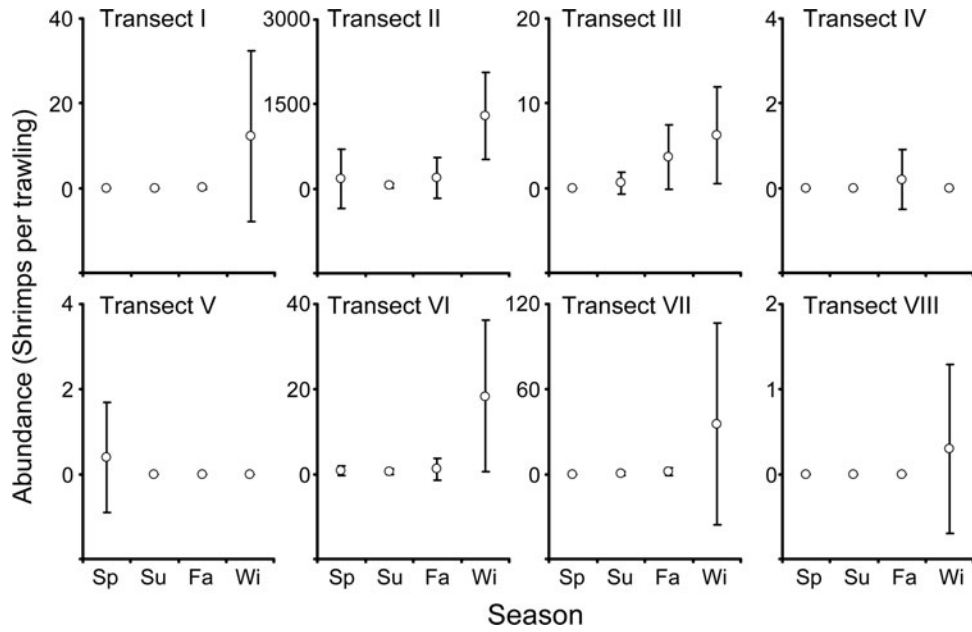 Abundance (Shrimps per trawling)
Transect I
40
20
0
Transect II
3000
1500
0
Transect III
20
10
0
Transect IV
4
2
0
Transect V
4
2
0
Sp Su Fa Wi
Transect VI
40
20
0
Sp Su Fa Wi
Transect VII
120
60
0
Sp Su Fa Wi
Transect VIII
2
1
0
Sp Su Fa Wi
Season